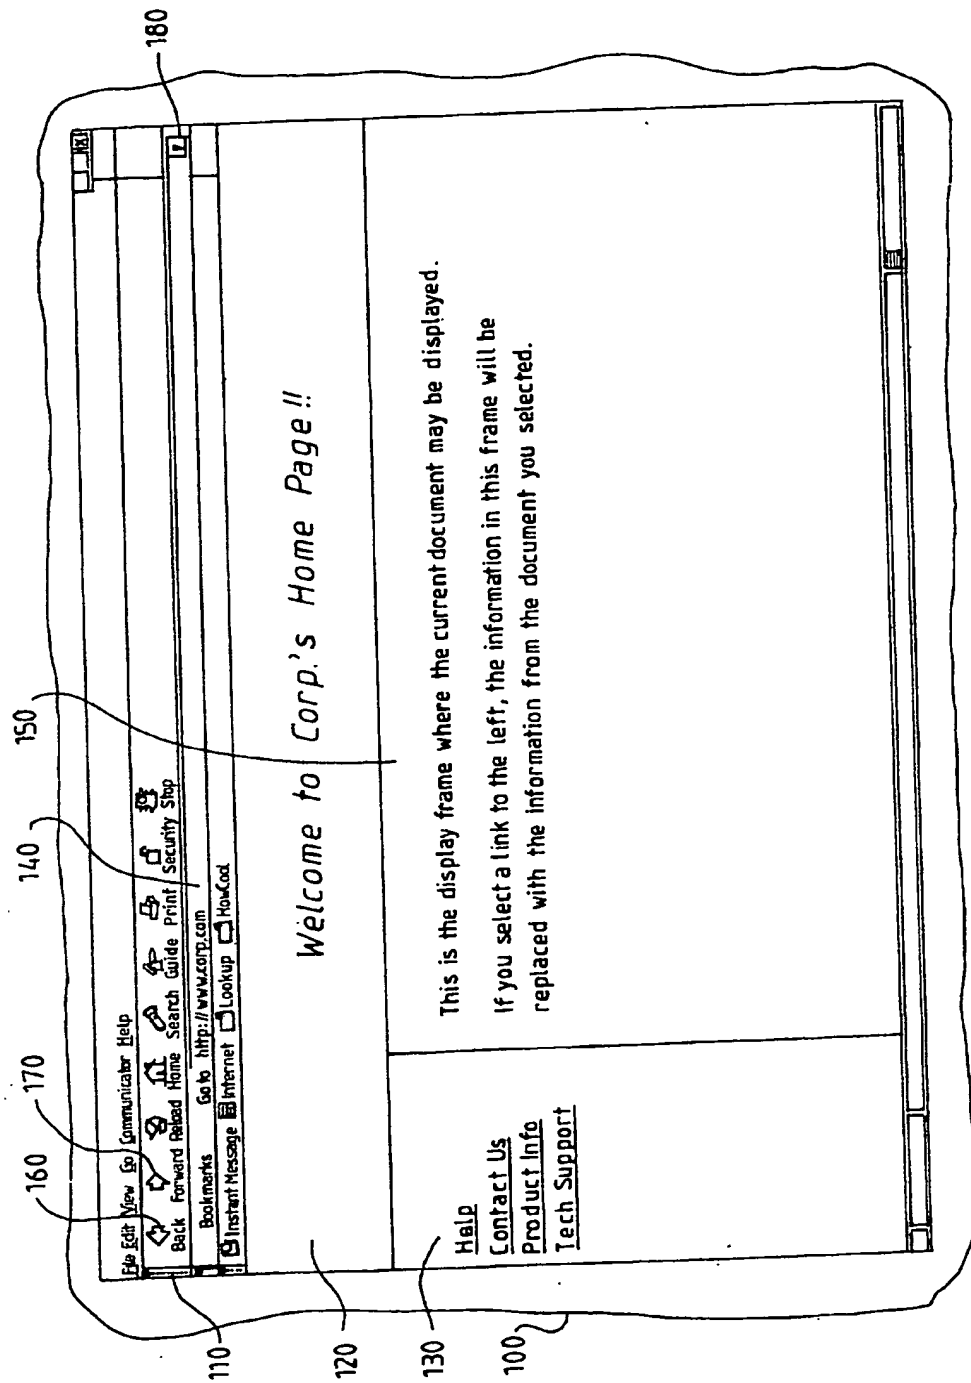 160
170
140
150
180
File Edit View Go Communicator Help
Back Forward Reload Home Search Guide Print Security Stop
Bookmarks Go to http://www.corp.com
Instant Message Internet Lookup HowCool
110
Welcome to Corp.'s Home Page!!
120
130
Help
Contact Us
Product Info
Tech Support
This is the display frame where the current document may be displayed.
If you select a link to the left, the information in this frame will be
replaced with the information from the document you selected.
100